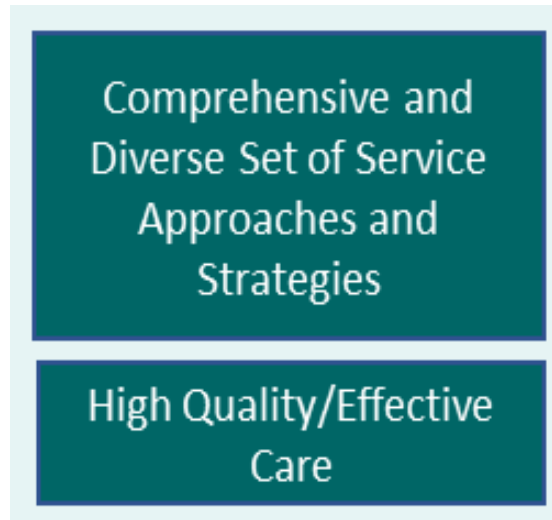 Comprehensive and
Diverse Set of Service
Approaches and
Strategies
High Quality/Effective
Care